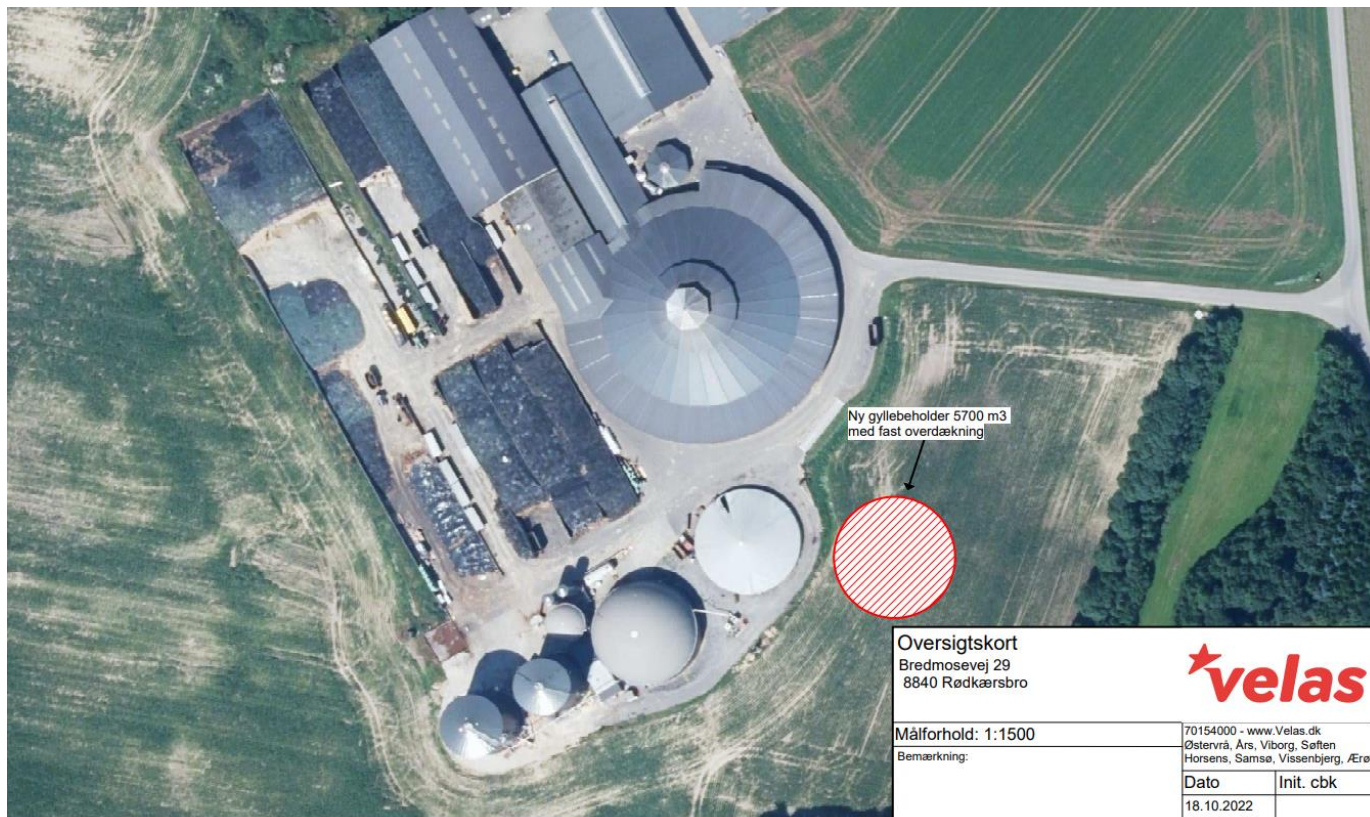 Ny gyllebeholder 5700 m3
med fast overdækning
Oversigtskort
Bredmosevej 29
8840 Rødkærsbro
velas
Målforhold: 1:1500
Bemærkning:
70154000 - www.Velas.dk
Østervrå, Års, Viborg, Søften
Horsens, Samsø, Vissenbjerg, Ærø
Dato
Init. cbk
18.10.2022